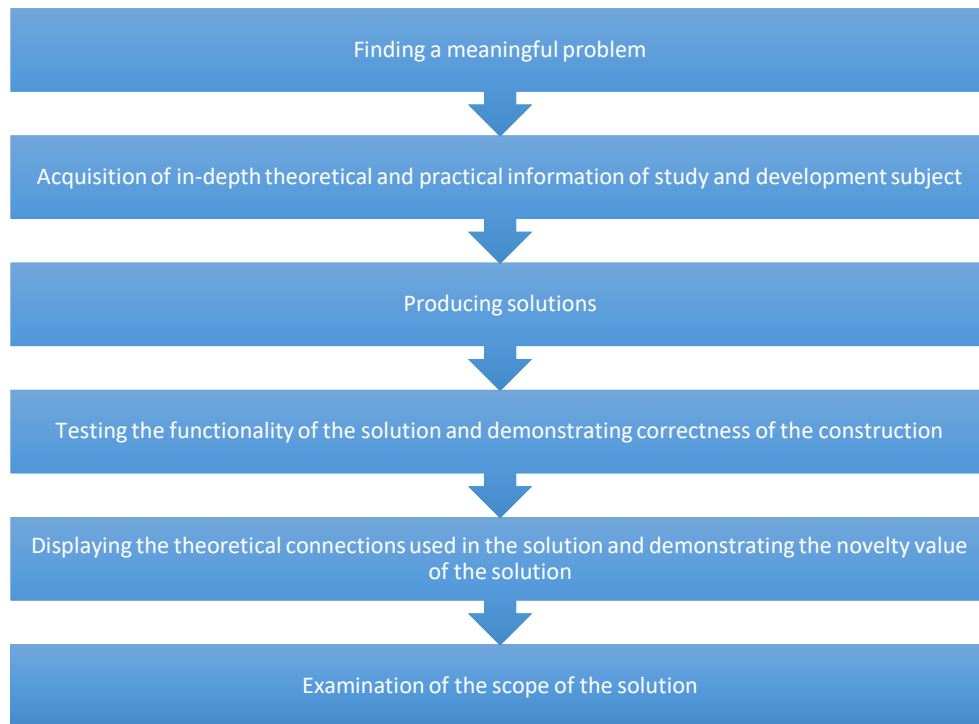 Finding a meaningful problem
Acquisition of in-depth theoretical and practical information of study and development subject
Producing solutions
Testing the functionality of the solution and demonstrating correctness of the construction
Displaying the theoretical connections used in the solution and demonstrating the novelty value
of the solution
Examination of the scope of the solution